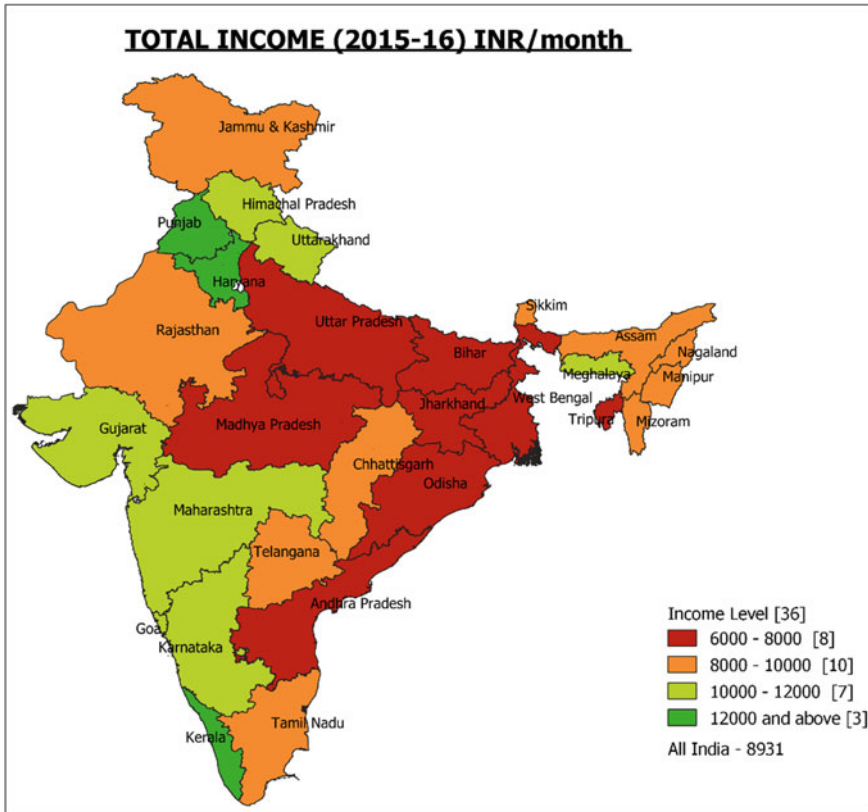 TOTAL INCOME (2015-16) INR/month
Jammu & Kashmir
Himachal Pradesh
Punjab
Uttarakhand
Haryana
Sikkim
Rajasthan
Uttar Pradesh
Assam
Bihar
Nagaland
Meghalaya
Manipur
Jharkhand
West Bengal
Gujarat
Madhya Pradesh
Tripura
Mizoram
Chhattisgarh
Odisha
Maharashtra
Telangana
Andhra Pradesh
Goa
Karnataka
Tamil Nadu
Kerala
Income Level [36]
6000 - 8000 [8]
8000 - 10000 [10]
10000 - 12000 [7]
12000 and above [3]
All India - 8931